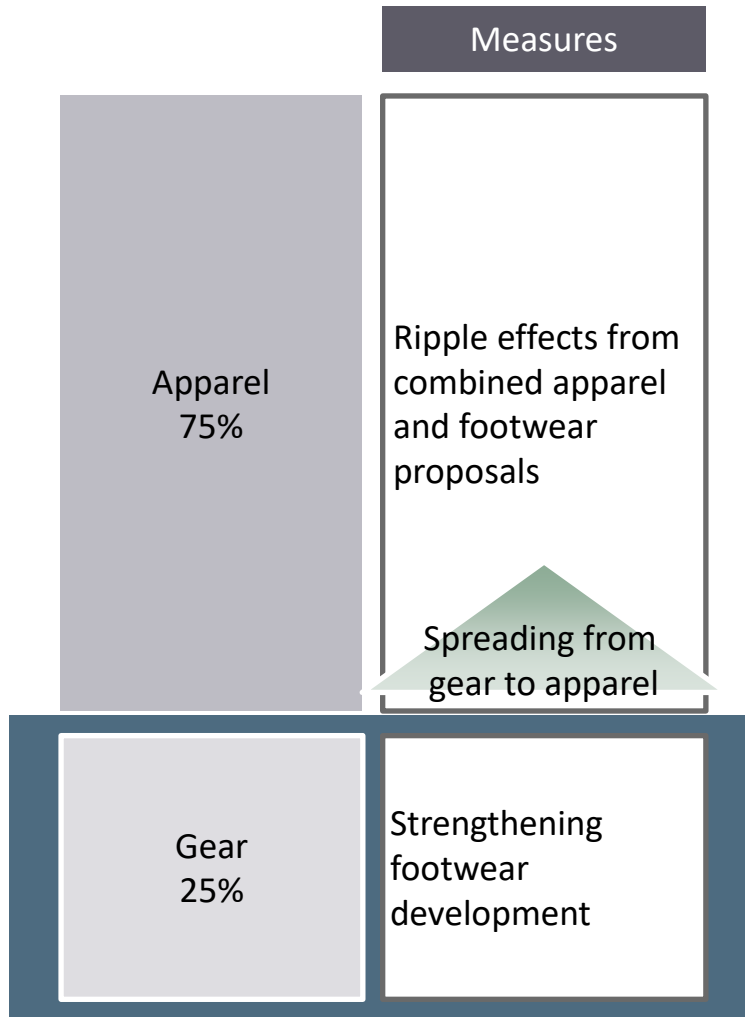 Measures
Apparel
75%
Ripple effects from
combined apparel
and footwear
proposals
Spreading from
gear to apparel
Gear
25%
Strengthening
footwear
development